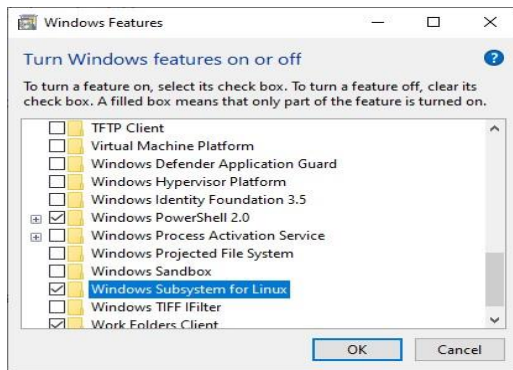 Windows Features
Turn Windows features on or off
To turn a feature on, select its check box. To turn a feature off, clear its
check box. A filled box means that only part of the feature is turned on.
TFTP Client
Virtual Machine Platform
Windows Defender Application Guard
Windows Hypervisor Platform
Windows Identity Foundation 3.5
Windows PowerShell 2.0
Windows Process Activation Service
Windows Projected File System
Windows Sandbox
Windows Subsystem for Linux
Windows TIFF IFilter
Work Folders Client
OK
Cancel